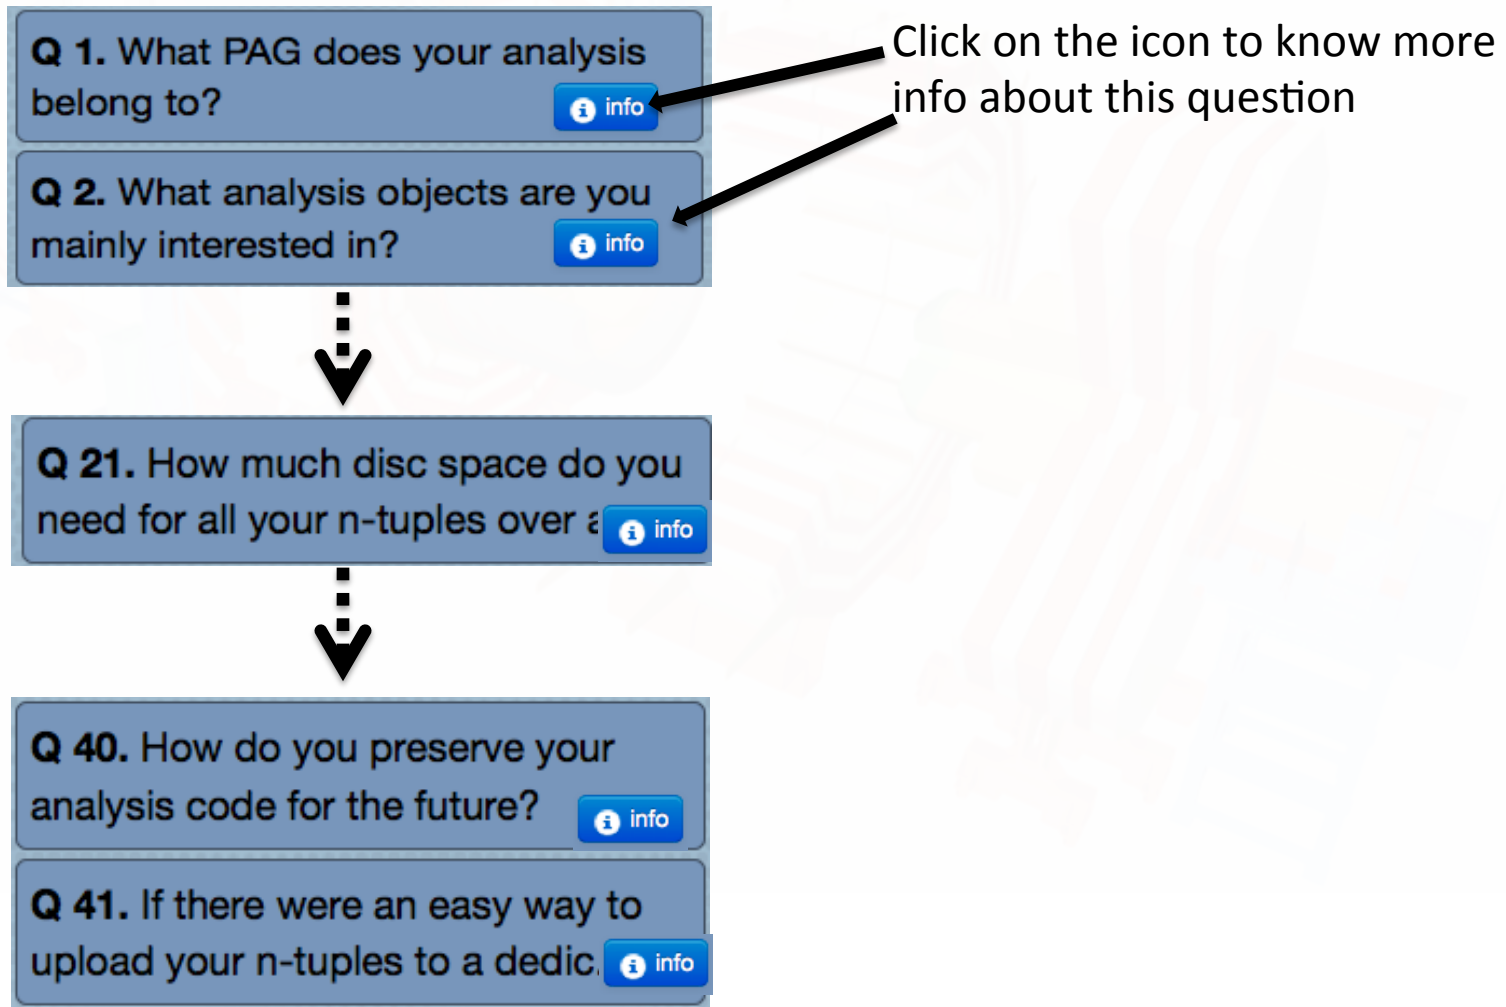 Q 1. What PAG does your analysis
belong to?
info
Click on the icon to know more
info about this question
Q 2. What analysis objects are you
mainly interested in?
info
Q 21. How much disc space do you
need for all your n-tuples over a
info
Q 40. How do you preserve your
analysis code for the future?
info
Q 41. If there were an easy way to
upload your n-tuples to a dedic.
info